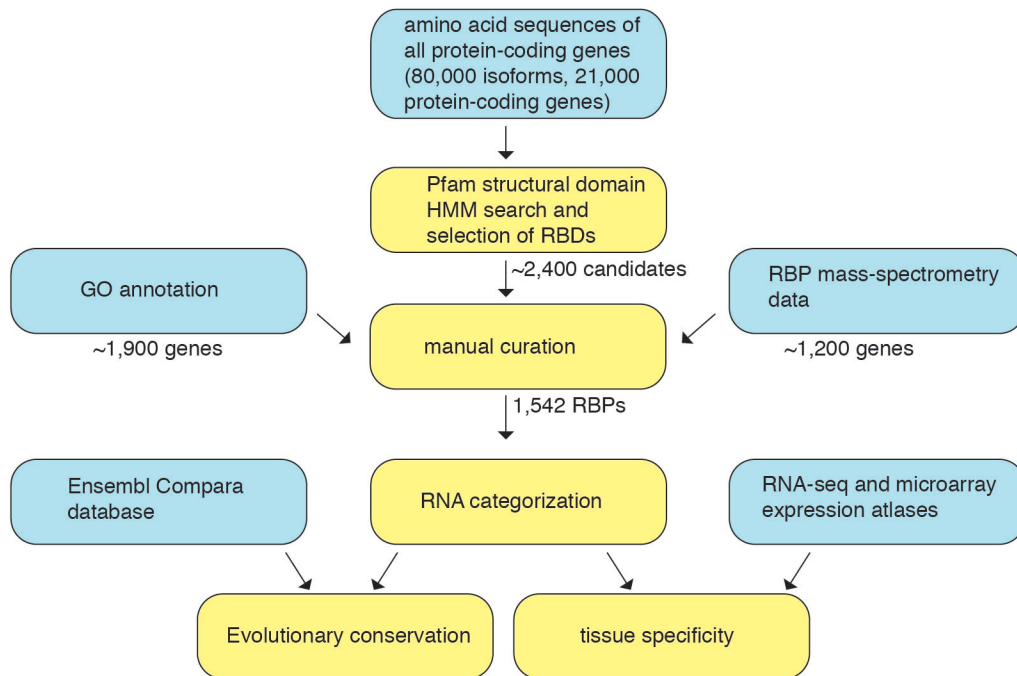 amino acid sequences of
all protein-coding genes
(80,000 isoforms, 21,000
protein-coding genes)
Pfam structural domain
HMM search and
selection of RBDs
~2,400 candidates
GO annotation
~1,900 genes
RBP mass-spectrometry
data
~1,200 genes
manual curation
1,542 RBPs
Ensembl Compara
database
RNA categorization
RNA-seq and microarray
expression atlases
Evolutionary conservation
tissue specificity